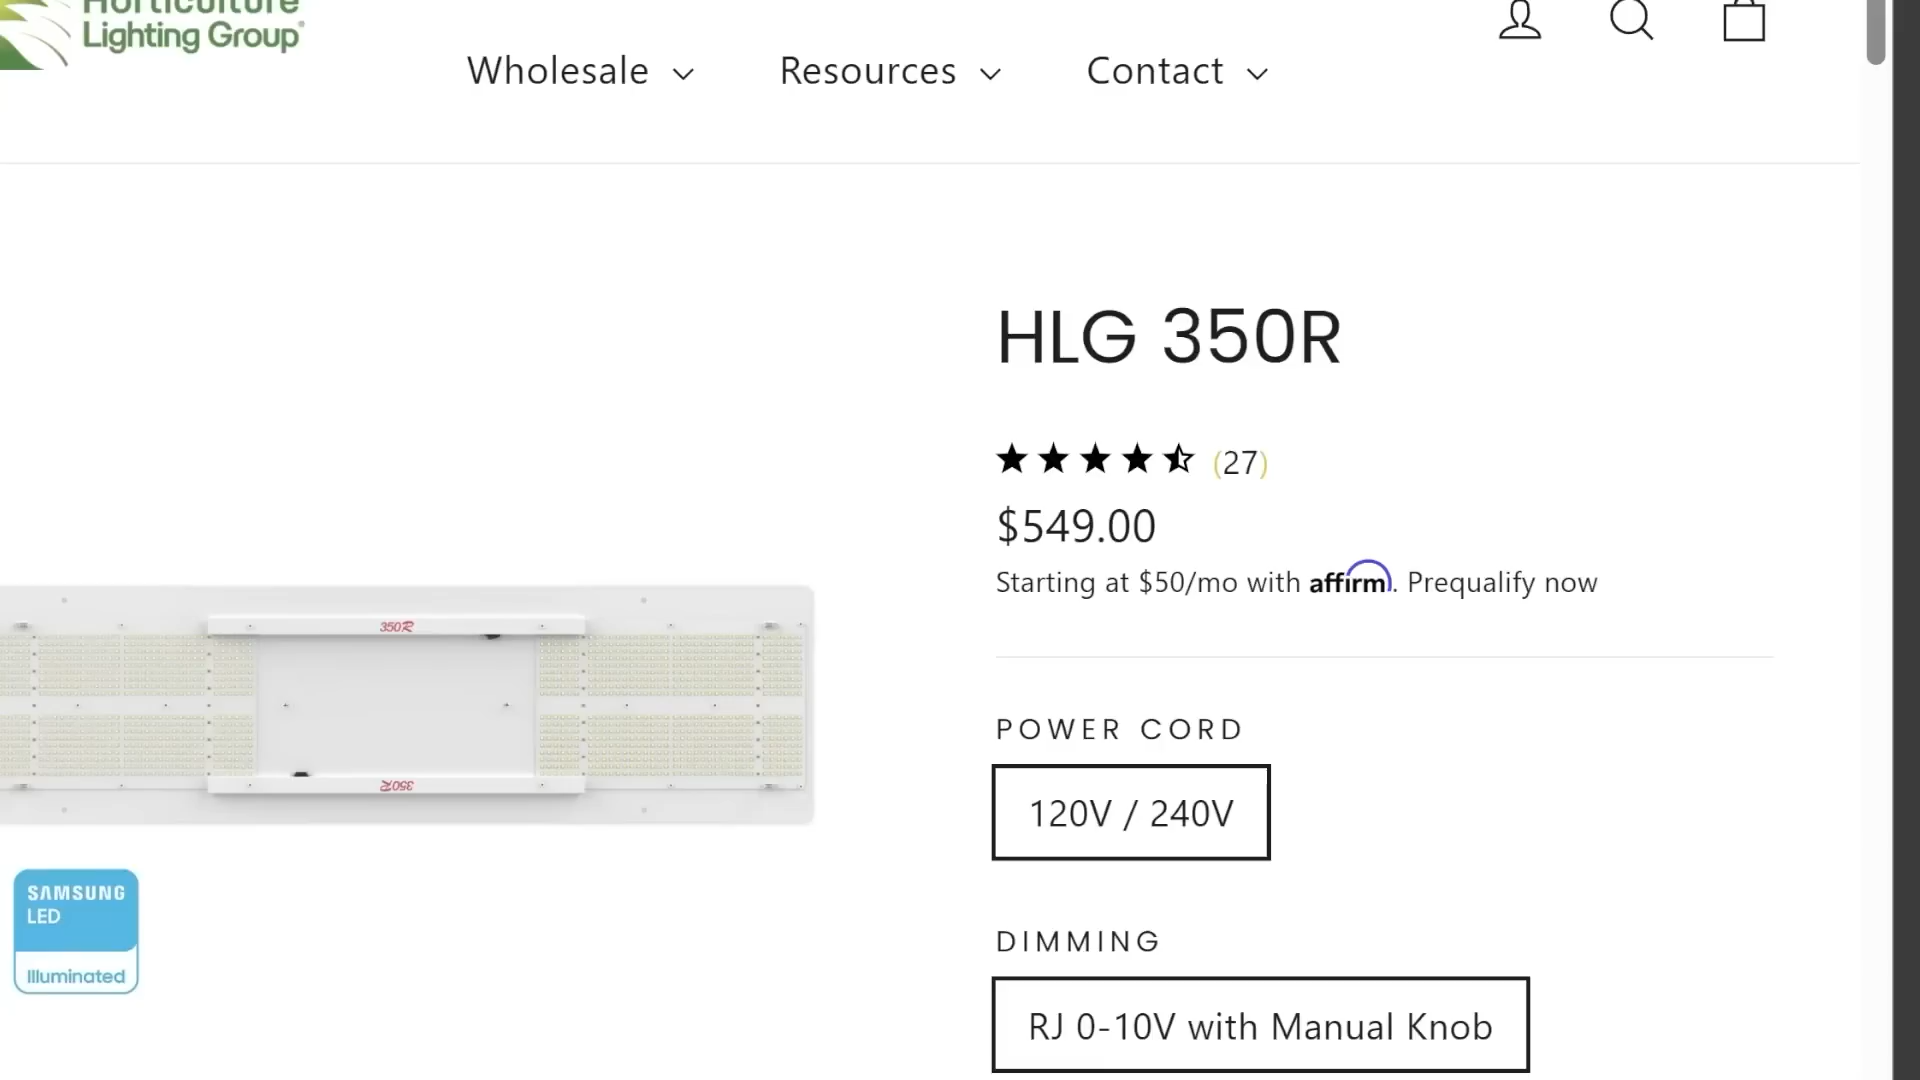 Horticulture
Lighting Group®
Wholesale
Resources
Contact
HLG 350R
(27)
$549.00
Starting at $50/mo with affirm. Prequalify now
350R
350R
SAMSUNG
LED
Illuminated
POWER CORD
120V / 240V
DIMMING
RJ 0-10V with Manual Knob